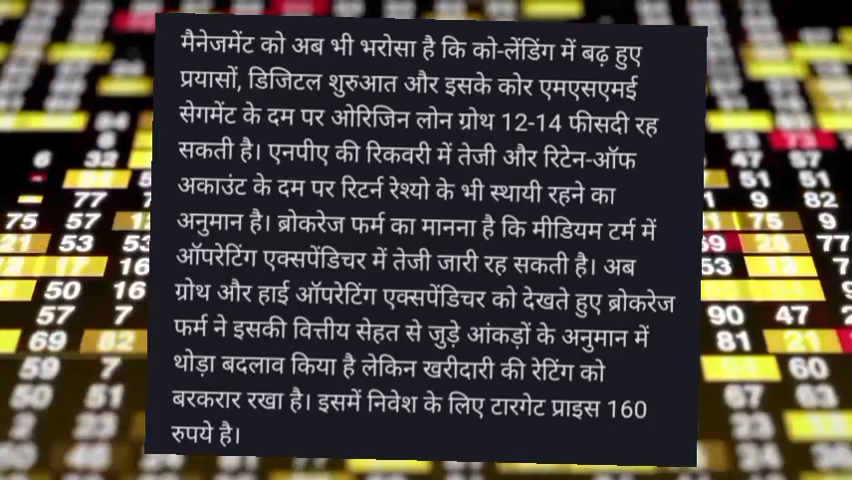 मैनेजमेंट को अब भी भरोसा है कि को-लेंडिंग में बढ़ हुए
प्रयासों, डिजिटल शुरुआत और इसके कोर एमएसएमई
सेगमेंट के दम पर ओरिजिन लोन ग्रोथ 12-14 फीसदी रह
सकती है। एनपीए की रिकवरी में तेजी और रिटेन-ऑफ
अकाउंट के दम पर रिटर्न रेश्यो के भी स्थायी रहने का
अनुमान है। ब्रोकरेज फर्म का मानना है कि मीडियम टर्म में
ऑपरेटिंग एक्सपेंडिचर में तेजी जारी रह सकती है। अब
ग्रोथ और हाई ऑपरेटिंग एक्सपेंडिचर को देखते हुए ब्रोकरेज
फर्म ने इसकी वित्तीय सेहत से जुड़े आंकड़ों के अनुमान में
थोड़ा बदलाव किया है लेकिन खरीदारी की रेटिंग को
बरकरार रखा है। इसमें निवेश के लिए टारगेट प्राइस 160
रुपये है।